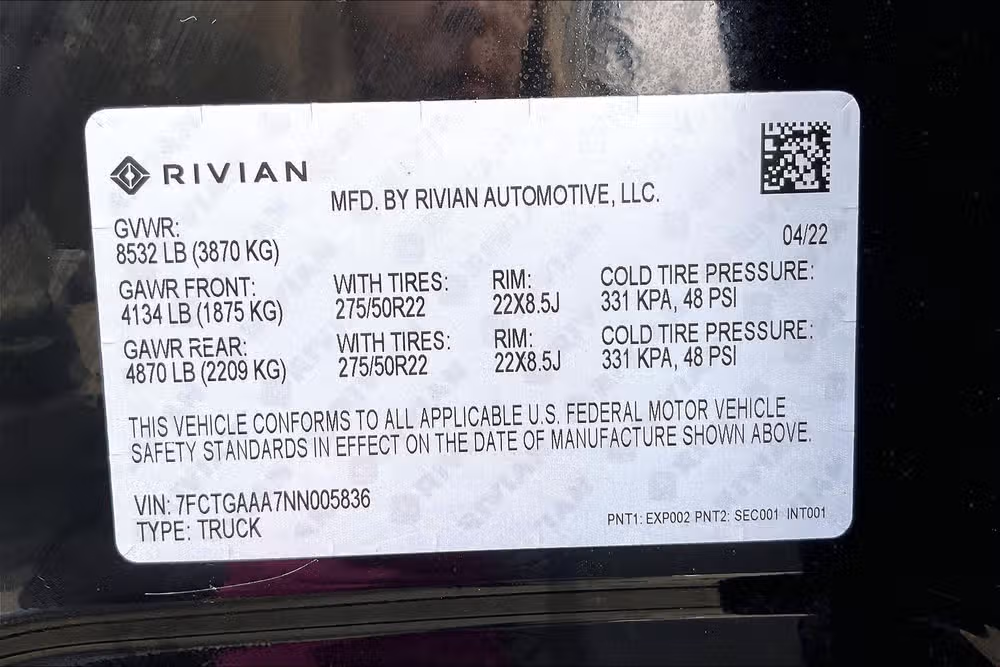 RIVIAN
MFD. BY RIVIAN AUTOMOTIVE, LLC.
04/22
GVWR:
8532 LB (3870 KG)
GAWR FRONT: WITH TIRES: RIM: COLD TIRE PRESSURE:
4134 LB (1875 KG) 275/50R22 22X8.5J 331 KPA, 48 PSI
GAWR REAR: WITH TIRES: RIM: COLD TIRE PRESSURE:
4870 LB (2209 KG) 275/50R22 22X8.5J 331 KPA, 48 PSI
THIS VEHICLE CONFORMS TO ALL APPLICABLE U.S. FEDERAL MOTOR VEHICLE
SAFETY STANDARDS IN EFFECT ON THE DATE OF MANUFACTURE SHOWN ABOVE.
VIN: 7FCTGAAA7NN005836
TYPE: TRUCK
PNT1: EXP002 PNT2: SEC001 INT001